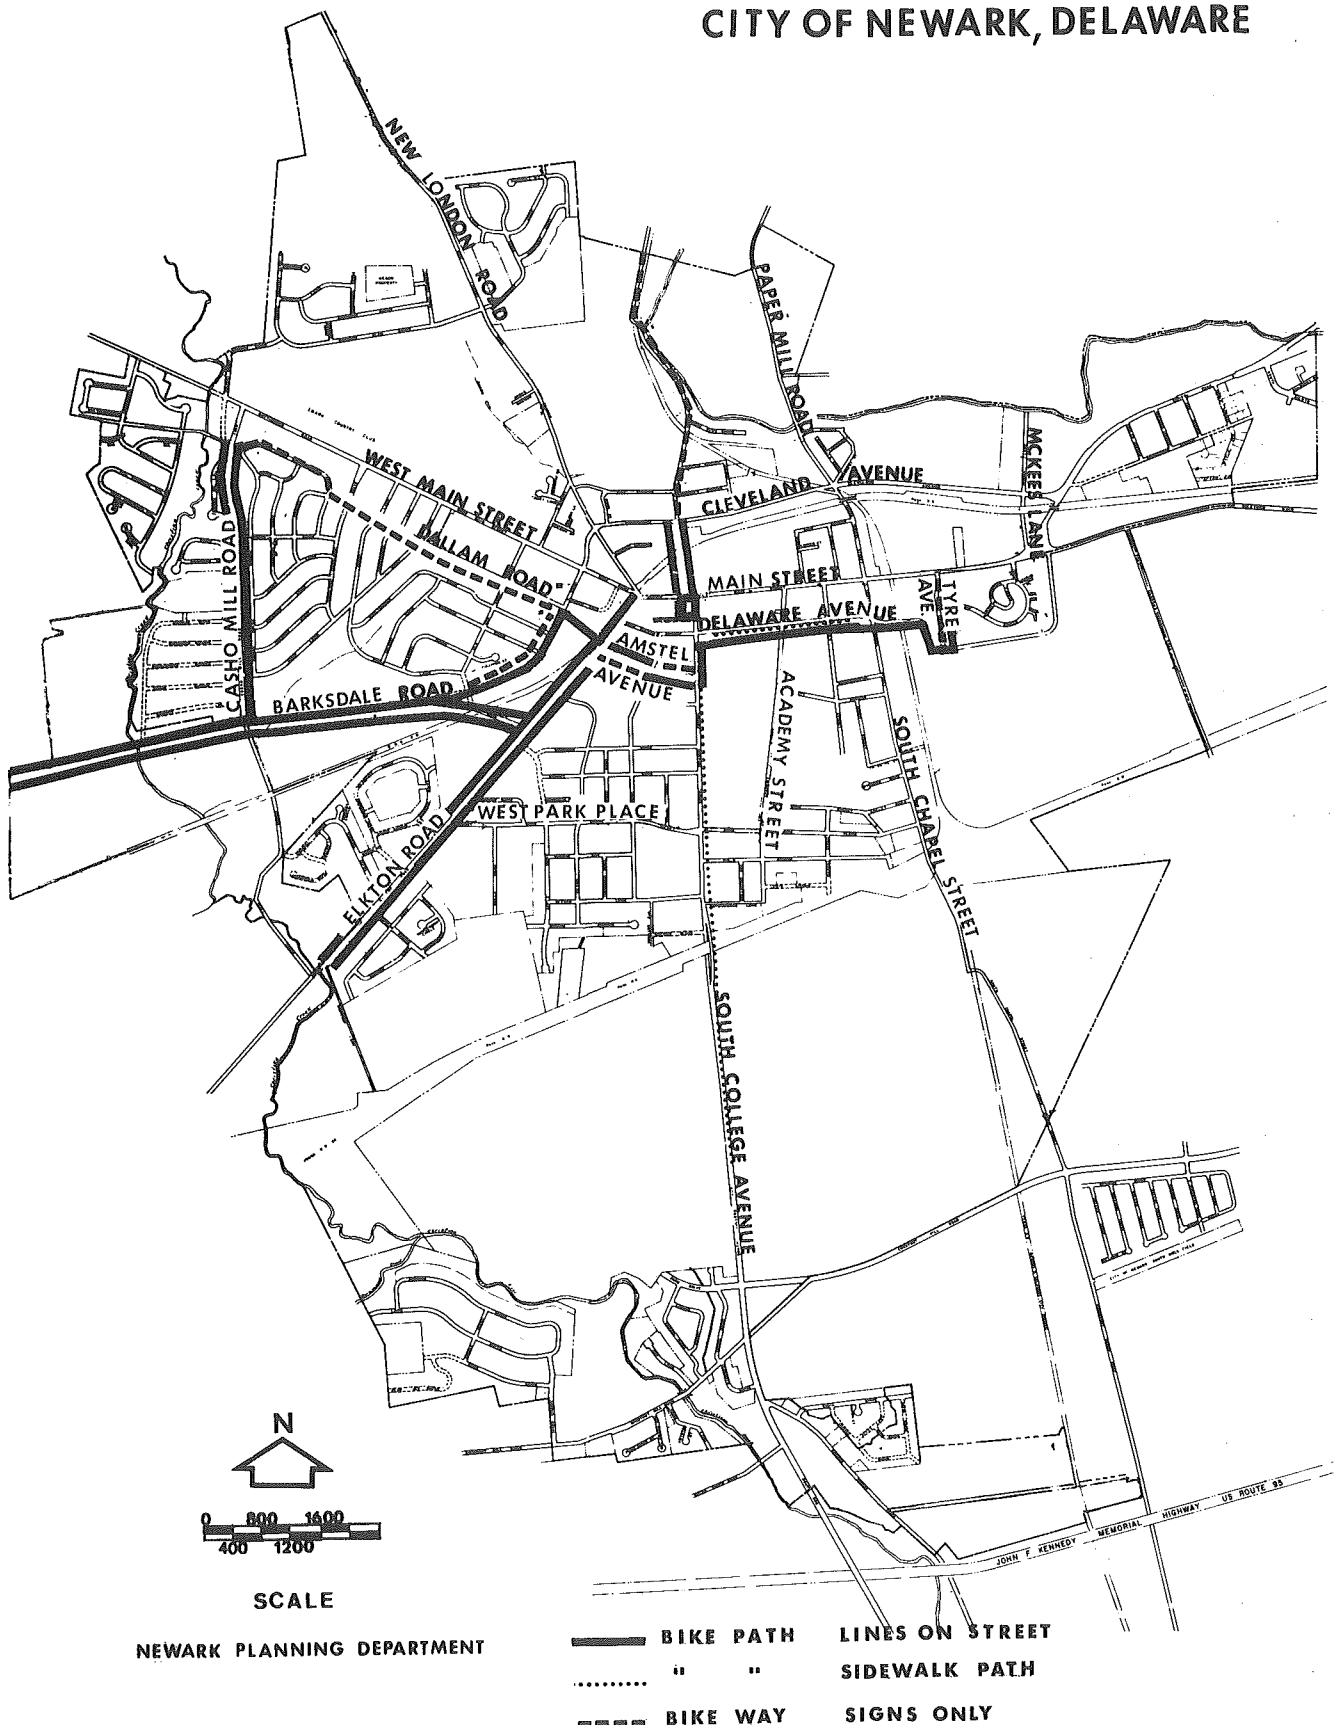 CITY OF NEWARK, DELAWARE
NEW LONDON ROAD
PAPER MILL ROAD
WEST MAIN STREET
DALLAM ROAD
CASHO MILL ROAD
BARKSDALE ROAD
CLEVELAND AVENUE
MCKEES LANE
MAIN STREET
DELAWARE AVENUE
TYRE AVE
AMSTEL AVENUE
ACADEMY STREET
SOUTH CHAPEL STREET
WEST PARK PLACE
ELKTON ROAD
SOUTH COLLEGE AVENUE
JOHN F KENNEDY MEMORIAL HIGHWAY US ROUTE 95
N
0 800 1600
400 1200
SCALE
NEWARK PLANNING DEPARTMENT
BIKE PATH LINES ON STREET
" " SIDEWALK PATH
BIKE WAY SIGNS ONLY